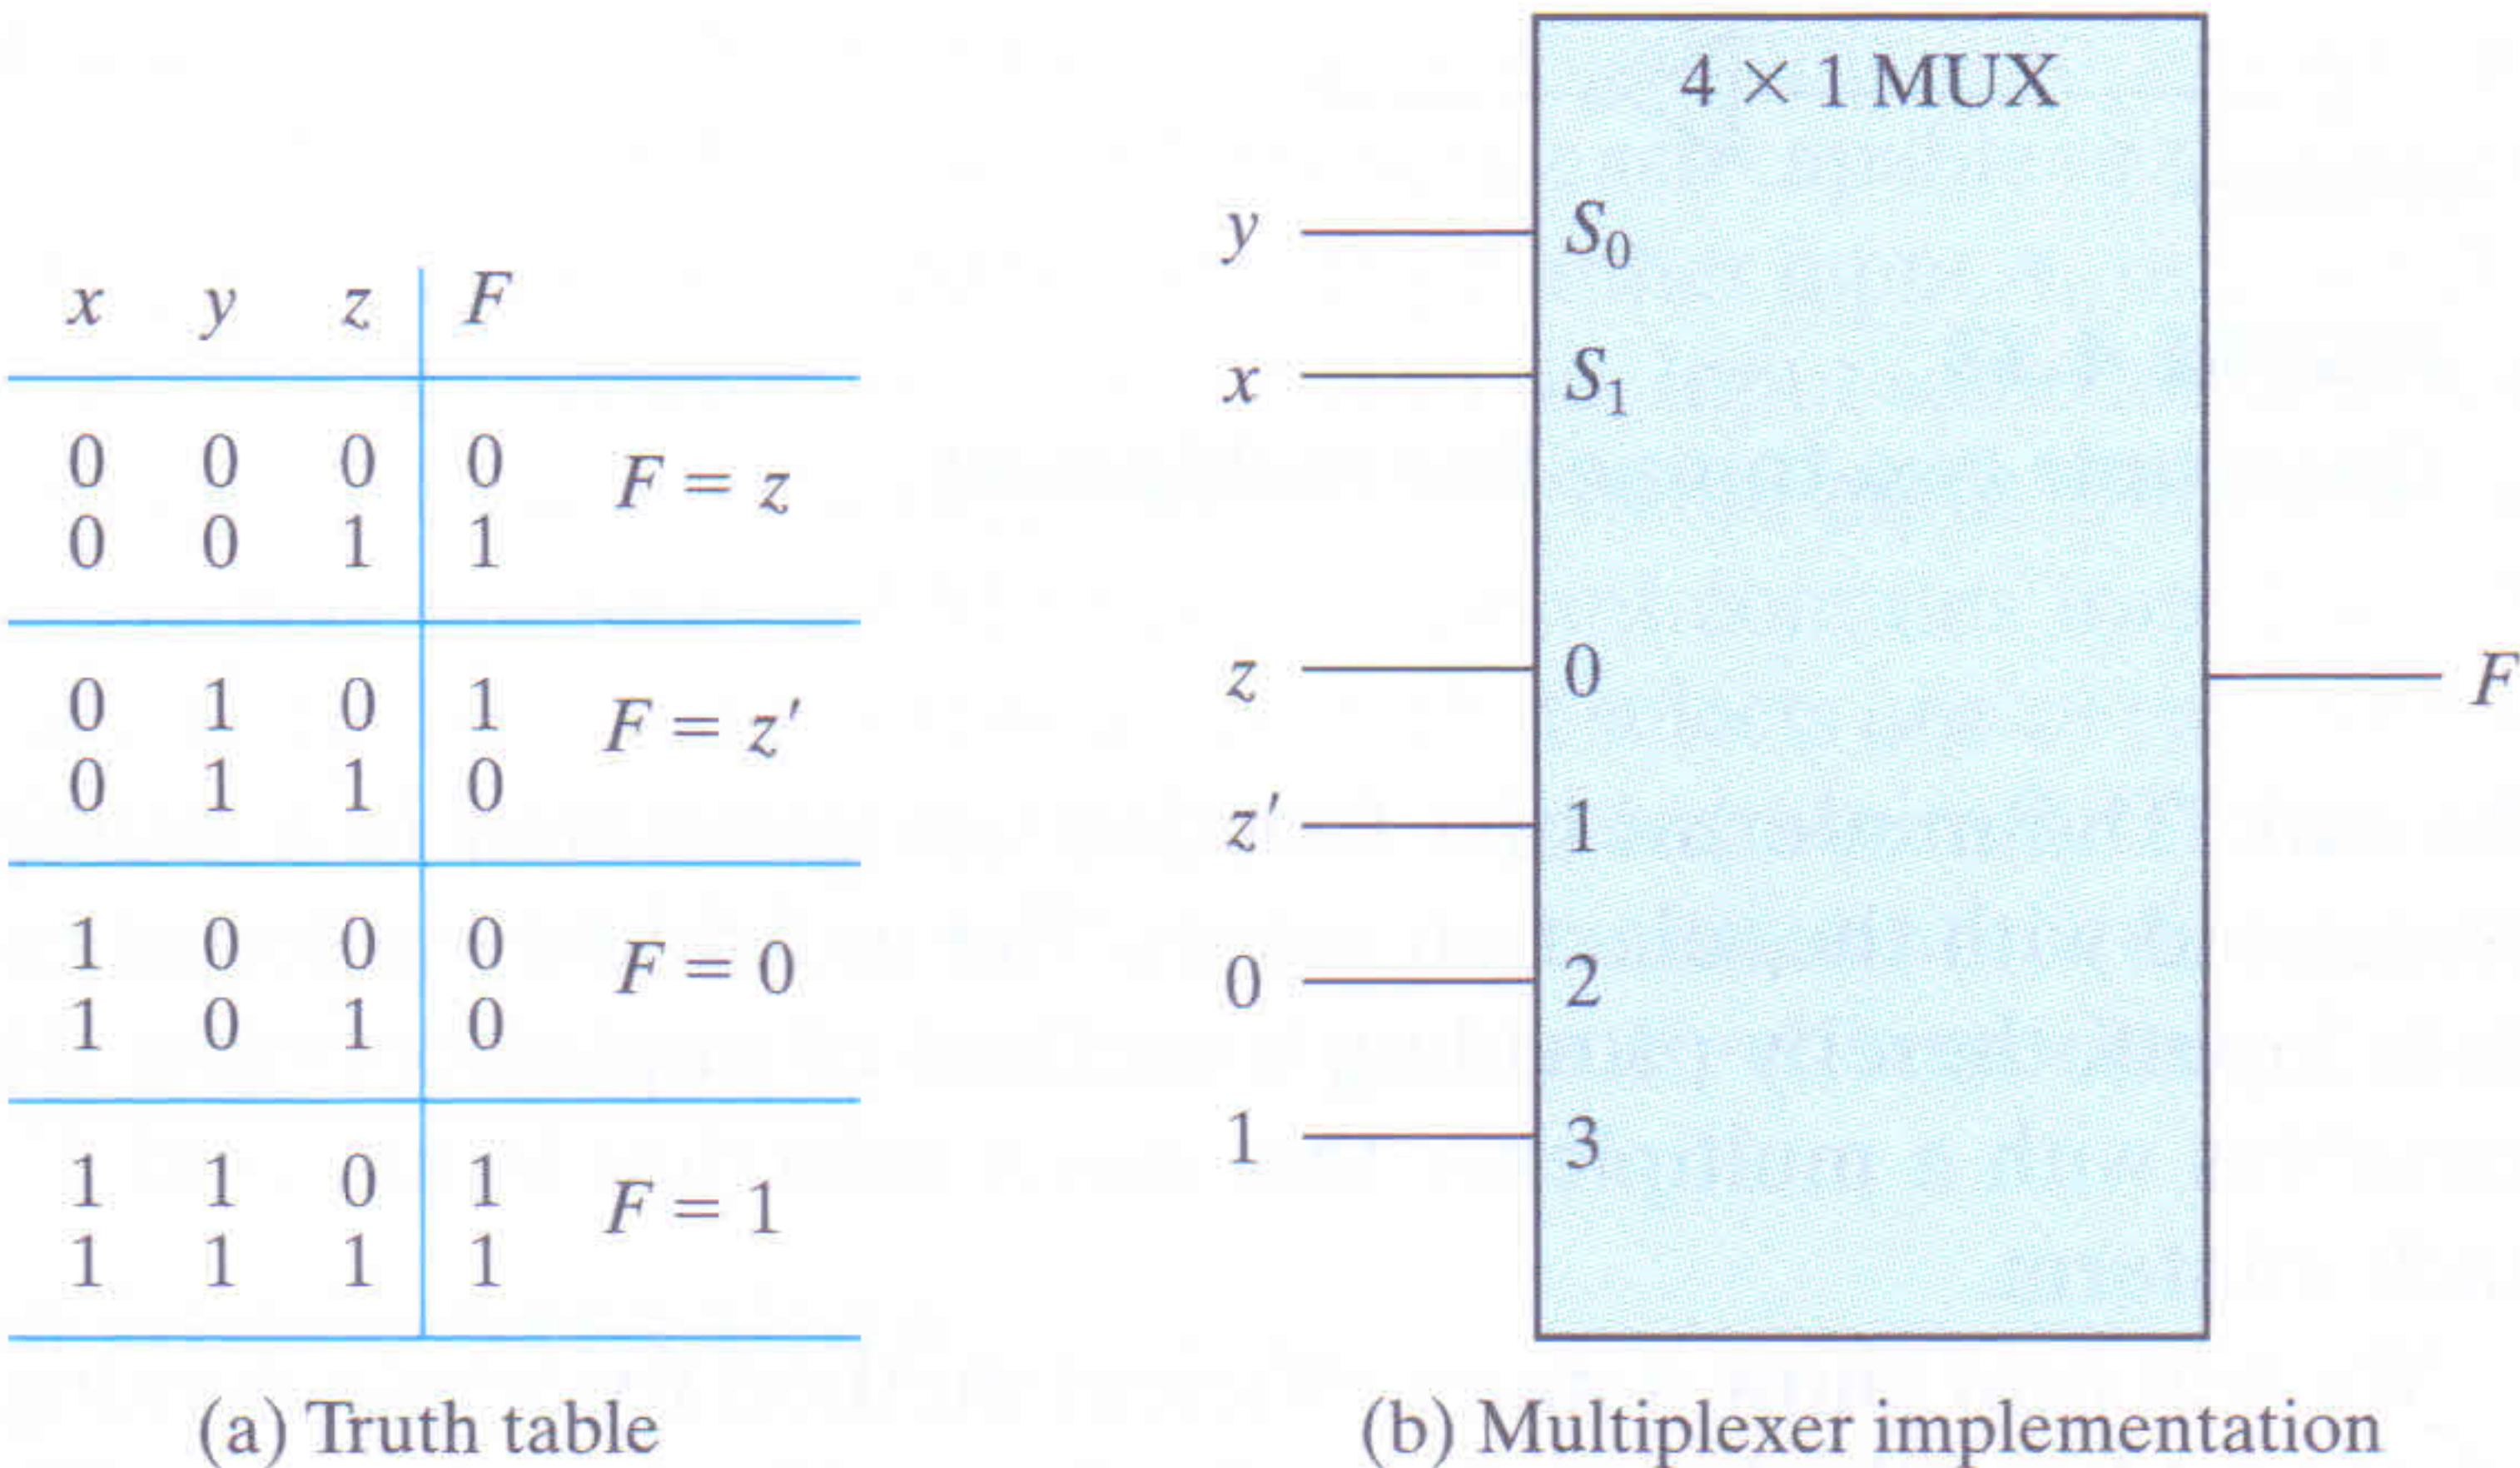 x y z F
0 0 0 0
0 0 1 1
F = z
0 1 0 1
0 1 1 0
F = z'
1 0 0 0
1 0 1 0
F = 0
1 1 0 1
1 1 1 1
F = 1
(a) Truth table
4 × 1 MUX
y S₀
x S₁
z 0
z' 1
0 2
1 3
F
(b) Multiplexer implementation